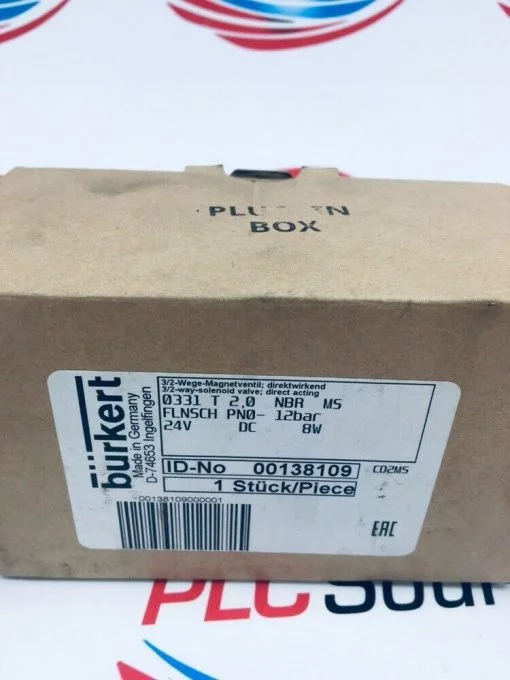 BOX
bürkert
Made in Germany
D-74653 Ingelfingen
3/2-Wege-Magnetventil; direktwirkend
3/2-way-solenoid valve; direct acting
0331 T 2,0 NBR MS
FLNSCH PN0- 12bar
24V DC 8W
ID-No 00138109
CD2MS
1 Stück/Piece
00138109000001
EAC
PLC Sour